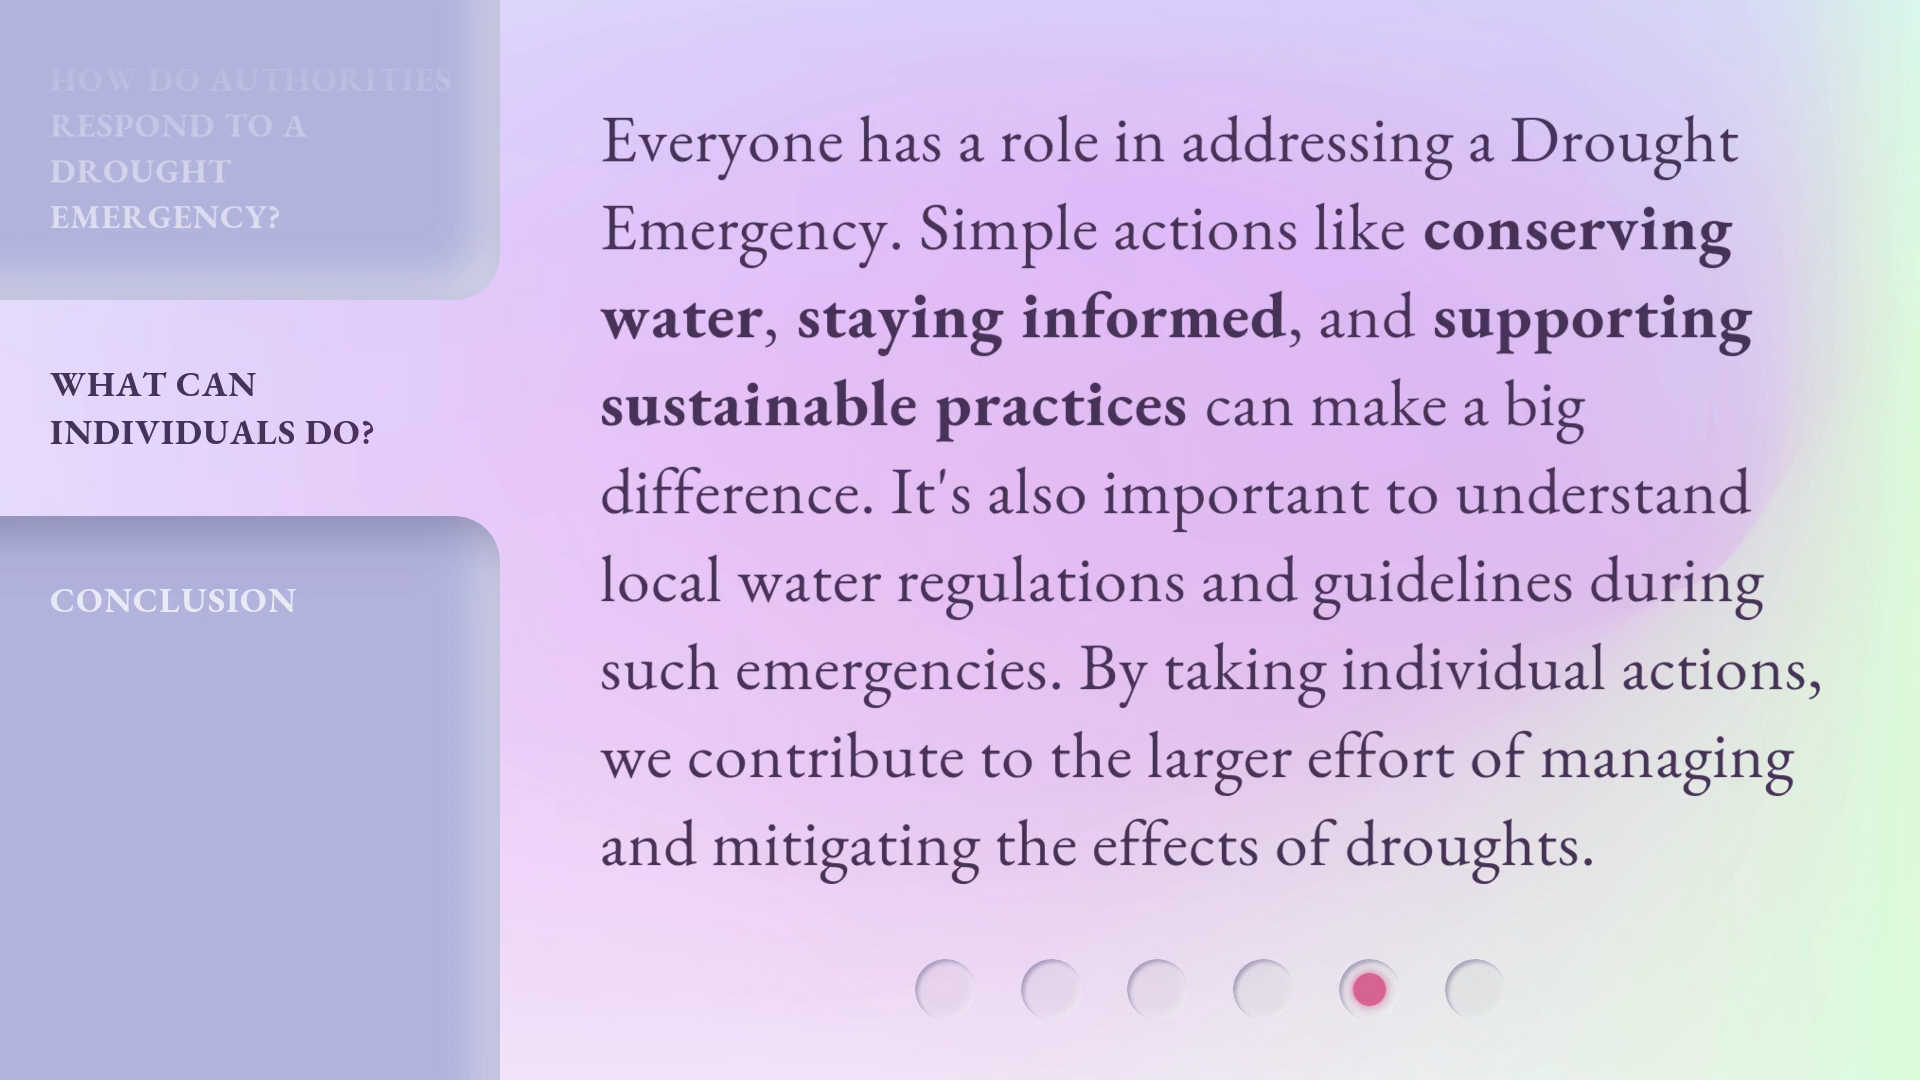 HOW DO AUTHORITIES
RESPOND TO A
DROUGHT
EMERGENCY?
WHAT CAN
INDIVIDUALS DO?
CONCLUSION
Everyone has a role in addressing a Drought
Emergency. Simple actions like conserving
water, staying informed, and supporting
sustainable practices can make a big
difference. It's also important to understand
local water regulations and guidelines during
such emergencies. By taking individual actions,
we contribute to the larger effort of managing
and mitigating the effects of droughts.